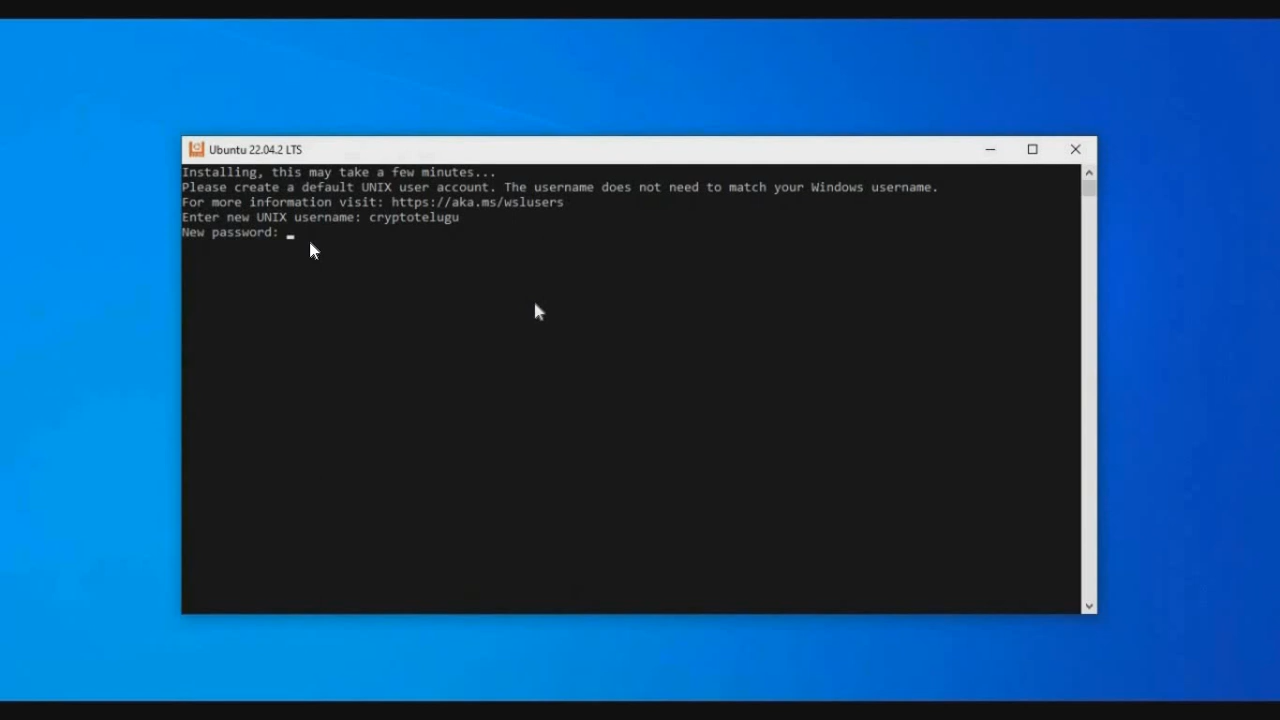 Ubuntu 22.04.2 LTS
Installing, this may take a few minutes...
Please create a default UNIX user account. The username does not need to match your Windows username.
For more information visit: https://aka.ms/wslusers
Enter new UNIX username: cryptotelugu
New password: